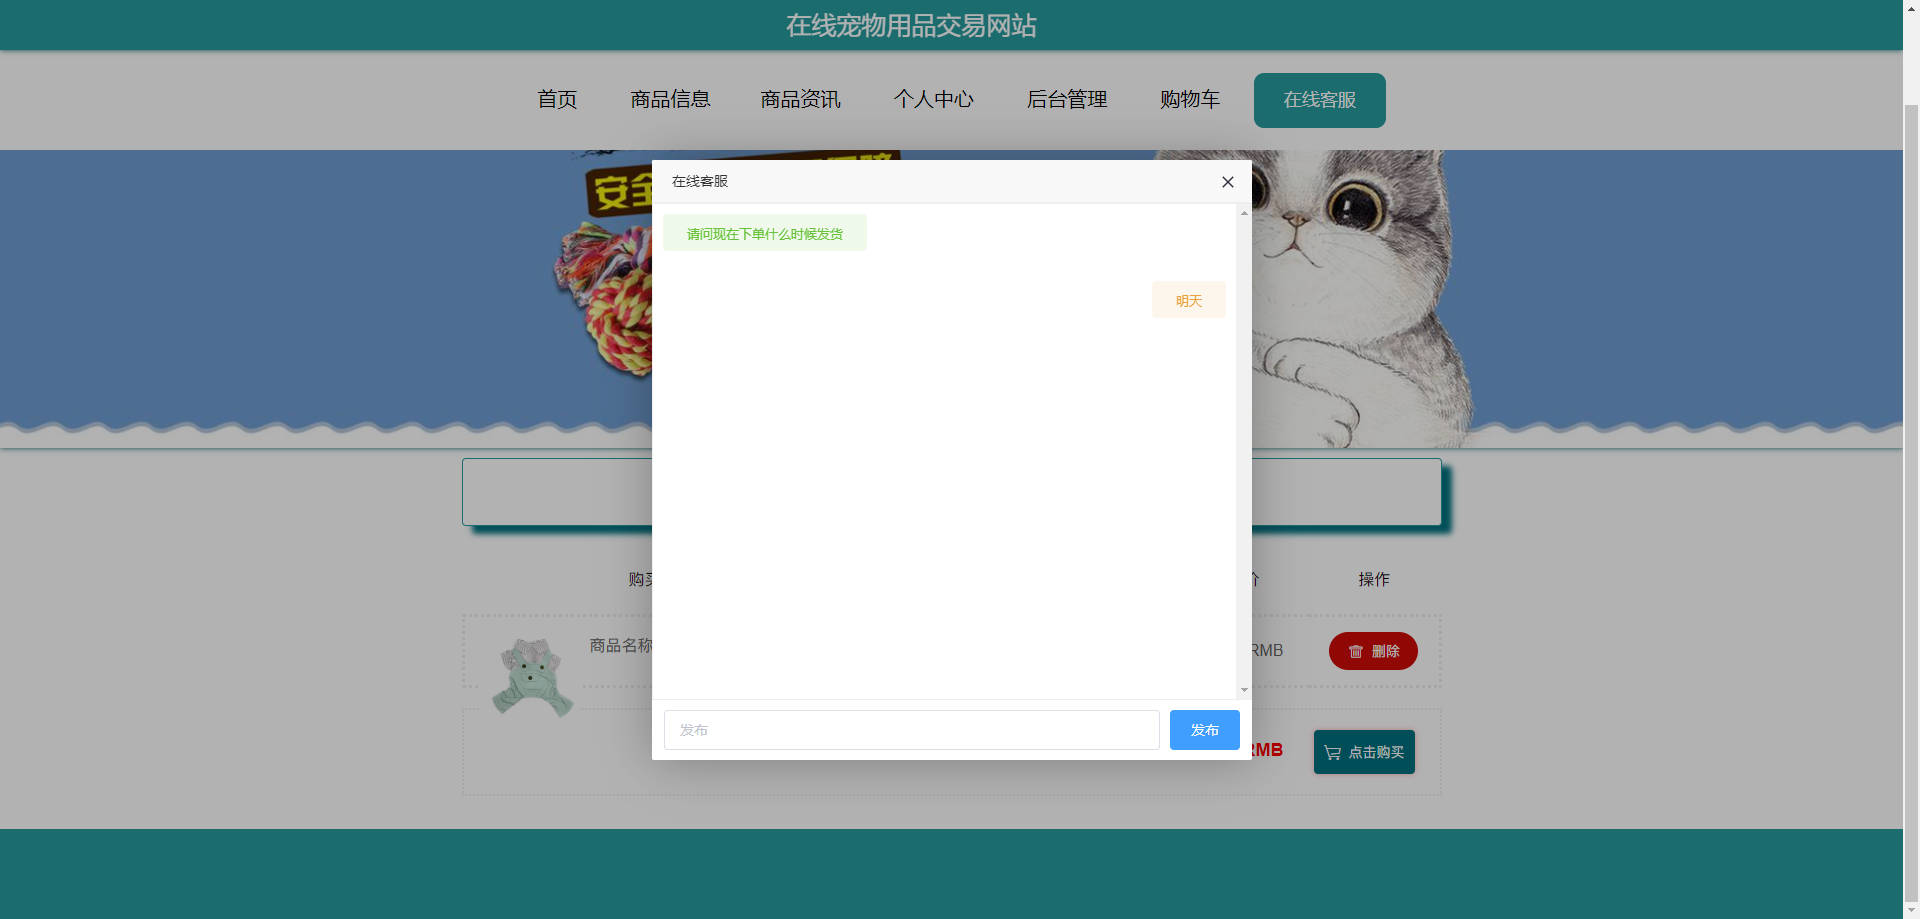 在线宠物用品交易网站
首页 商品信息 商品资讯 个人中心 后台管理 购物车 在线客服
安全
在线客服
请问现在下单什么时候发货
明天
购买 价 操作
商品名称 RMB 删除
发布 发布
RMB 点击购买